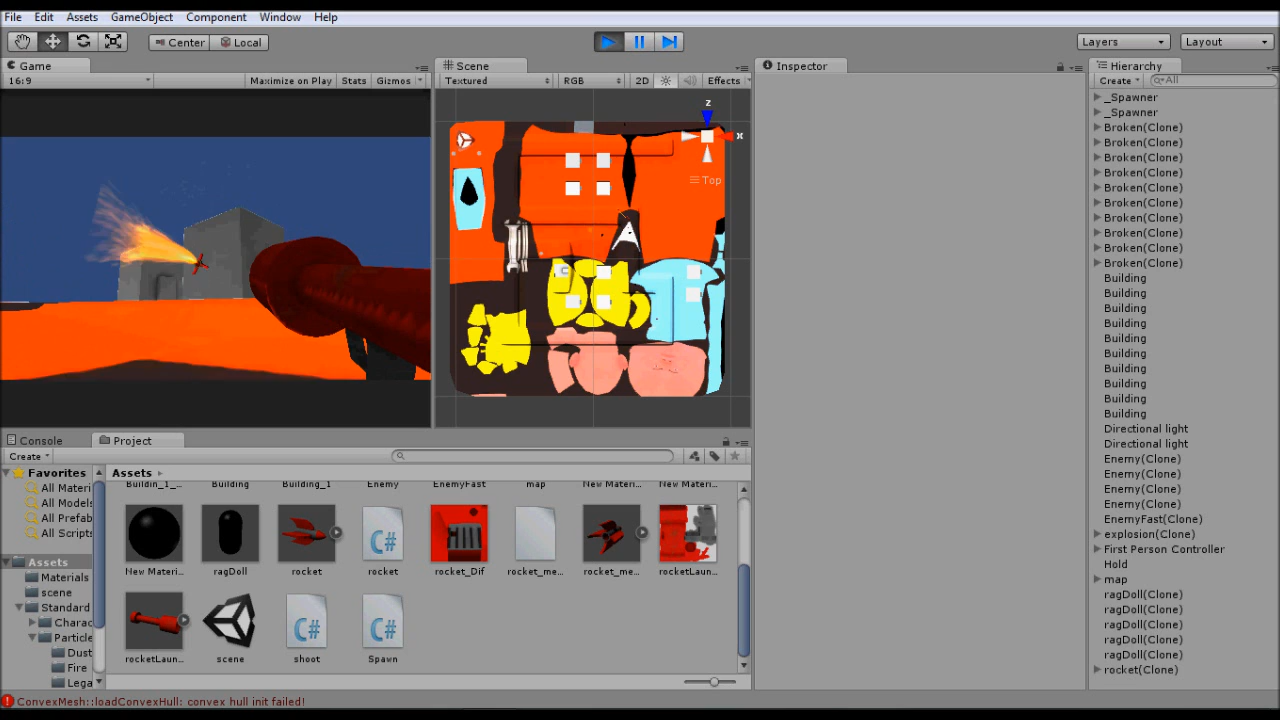 File Edit Assets GameObject Component Window Help
Center Local Layers Layout
Game Scene Inspector Hierarchy
16:9 Maximize on Play Stats Gizmos Textured RGB 2D Effects Create All
z
x
Top
_Spawner
_Spawner
Broken(Clone)
Broken(Clone)
Broken(Clone)
Broken(Clone)
Broken(Clone)
Broken(Clone)
Broken(Clone)
Broken(Clone)
Broken(Clone)
Broken(Clone)
Building
Building
Building
Building
Building
Building
Building
Building
Building
Building
Directional light
Directional light
Enemy(Clone)
Enemy(Clone)
Enemy(Clone)
Enemy(Clone)
EnemyFast(Clone)
explosion(Clone)
First Person Controller
Hold
map
ragDoll(Clone)
ragDoll(Clone)
ragDoll(Clone)
ragDoll(Clone)
ragDoll(Clone)
rocket(Clone)
Console Project
Create
Favorites
All Materi
All Models
All Prefab
All Scripts
Assets
Materials
scene
Standard
Charac
Particle
Dust
Fire
Lega
Assets
Buildin_1_... Building Building_1 Enemy EnemyFast map New Materi... New Materi...
C#
New Materi... ragDoll rocket rocket rocket_Dif rocket_me... rocket_me... rocketLaun...
C# C#
rocketLaun... scene shoot Spawn
ConvexMesh::loadConvexHull: convex hull init failed!